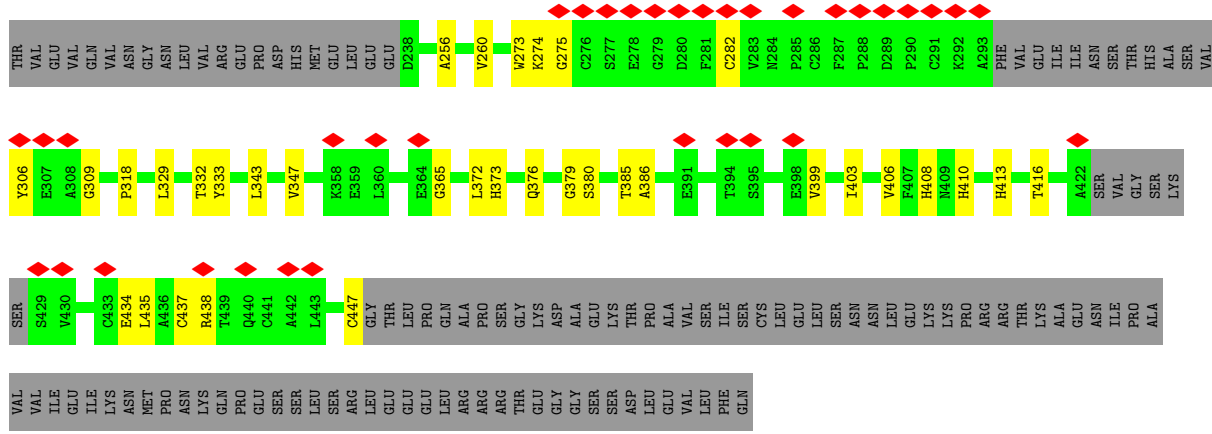 THR VAL GLU VAL GLN VAL ASN GLY ASN LEU VAL ARG GLU PRO ASP HIS MET GLU LEU GLU GLU D238 A256 V260 W273 K274 G275 C276 S277 E278 G279 D280 F281 C282 V283 N284 P285 C286 F287 P288 D289 P290 C291 K292 A293 PHE VAL GLU ILE ILE ASN SER THR HIS ALA SER VAL
Y306 E307 A308 G309 P318 L329 T332 Y333 L343 V347 K358 E359 L360 E364 G365 L372 H373 Q376 G379 S380 T385 A386 E391 T394 S395 E398 V399 I403 V406 F407 H408 N409 H410 H413 T416 A422 SER VAL GLY SER LYS
SER S429 V430 C433 E434 L435 A436 C437 R438 T439 Q440 C441 A442 L443 C447 GLY THR LEU PRO GLN ALA PRO SER GLY LYS ASP ALA GLU LYS THR PRO ALA VAL SER ILE SER CYS LEU GLU LEU SER ASN ASN LEU GLU LYS LYS PRO ARG ARG THR LYS ALA GLU ASN ILE PRO ALA
VAL VAL ILE GLU ILE LYS ASN MET PRO ASN LYS GLN PRO GLU SER SER LEU SER ARG LEU GLU GLU GLU LEU ARG ARG ARG THR GLU GLY GLY SER SER ASP LEU GLU VAL LEU PHE GLN